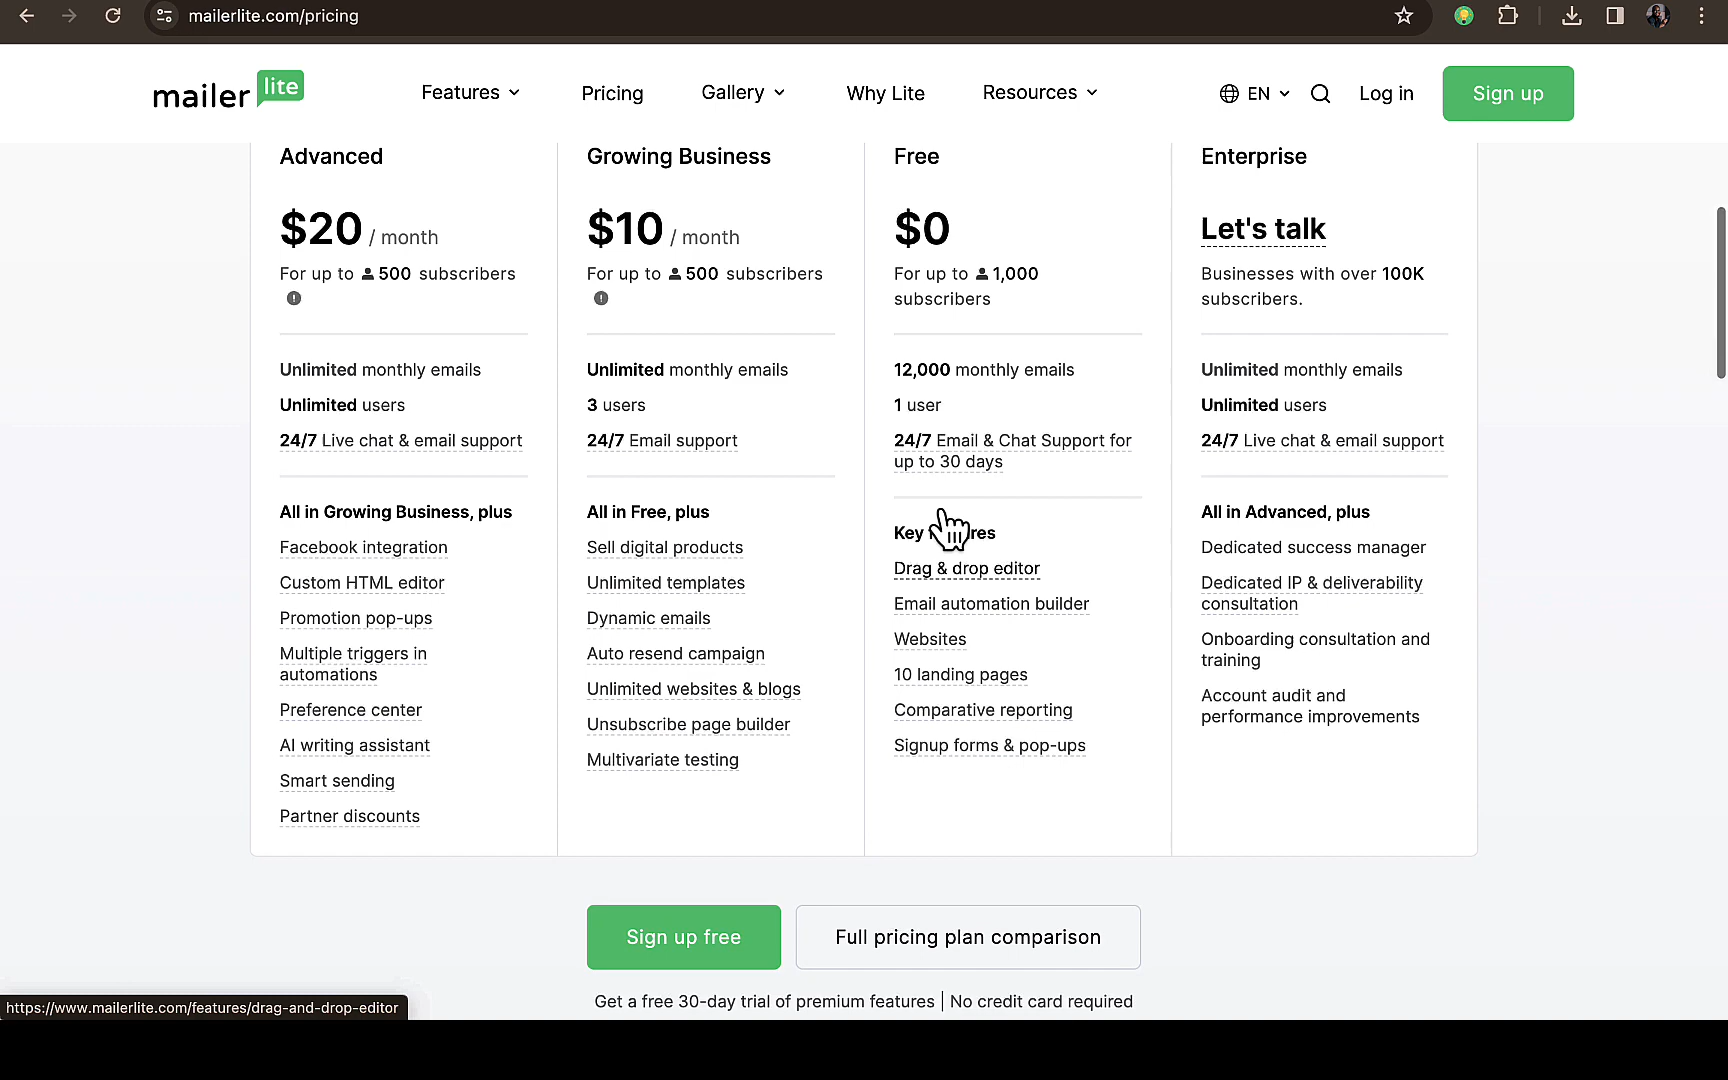 mailerlite.com/pricing
mailer lite
Features
Pricing
Gallery
Why Lite
Resources
EN
Log in
Sign up
Advanced
$20 / month
For up to 500 subscribers
Unlimited monthly emails
Unlimited users
24/7 Live chat & email support
All in Growing Business, plus
Facebook integration
Custom HTML editor
Promotion pop-ups
Multiple triggers in
automations
Preference center
AI writing assistant
Smart sending
Partner discounts
Growing Business
$10 / month
For up to 500 subscribers
Unlimited monthly emails
3 users
24/7 Email support
All in Free, plus
Sell digital products
Unlimited templates
Dynamic emails
Auto resend campaign
Unlimited websites & blogs
Unsubscribe page builder
Multivariate testing
Free
$0
For up to 1,000
subscribers
12,000 monthly emails
1 user
24/7 Email & Chat Support for
up to 30 days
Key
Drag & drop editor
Email automation builder
Websites
10 landing pages
Comparative reporting
Signup forms & pop-ups
Enterprise
Let's talk
Businesses with over 100K
subscribers.
Unlimited monthly emails
Unlimited users
24/7 Live chat & email support
All in Advanced, plus
Dedicated success manager
Dedicated IP & deliverability
consultation
Onboarding consultation and
training
Account audit and
performance improvements
Sign up free
Full pricing plan comparison
Get a free 30-day trial of premium features | No credit card required
https://www.mailerlite.com/features/drag-and-drop-editor